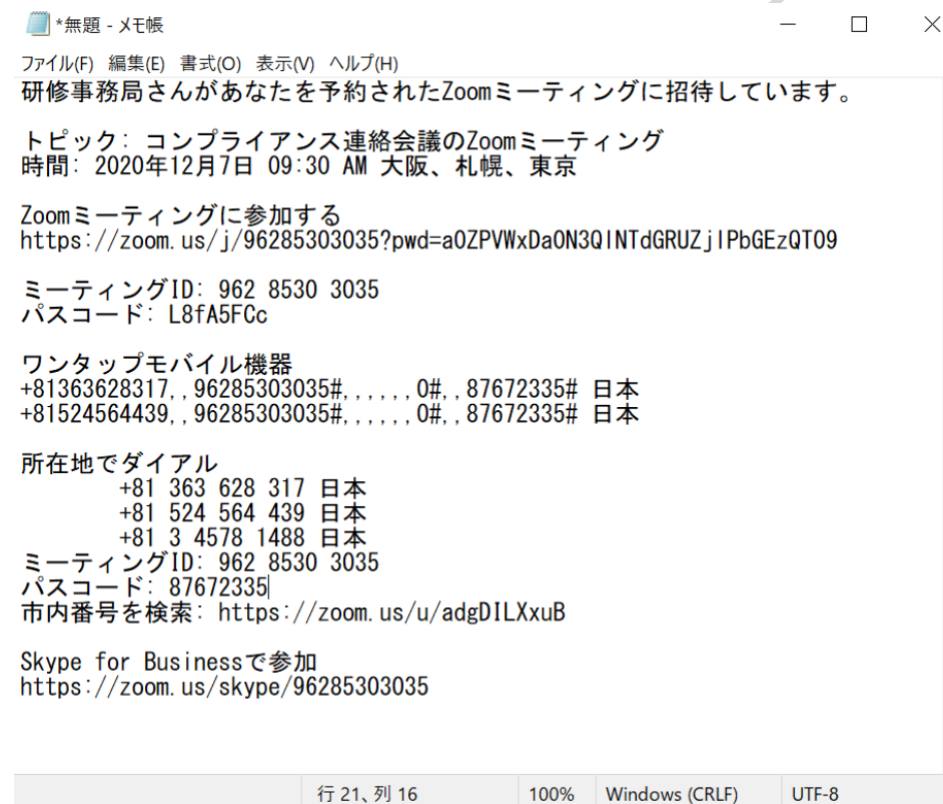 *無題 - メモ帳
ファイル(F) 編集(E) 書式(O) 表示(V) ヘルプ(H)
研修事務局さんがあなたを予約されたZoomミーティングに招待しています。
トピック: コンプライアンス連絡会議のZoomミーティング
時間: 2020年12月7日 09:30 AM 大阪、札幌、東京
Zoomミーティングに参加する
https://zoom.us/j/96285303035?pwd=a0ZPVWxDa0N3QlNTdGRUZjlPbGEzQT09
ミーティングID: 962 8530 3035
パスコード: L8fA5FCc
ワンタップモバイル機器
+81363628317,,96285303035#,,,,,,0#,,87672335# 日本
+81524564439,,96285303035#,,,,,,0#,,87672335# 日本
所在地でダイアル
+81 363 628 317 日本
+81 524 564 439 日本
+81 3 4578 1488 日本
ミーティングID: 962 8530 3035
パスコード: 87672335
市内番号を検索: https://zoom.us/u/adgDILXxuB
Skype for Businessで参加
https://zoom.us/skype/96285303035
行 21、列 16 100% Windows (CRLF) UTF-8